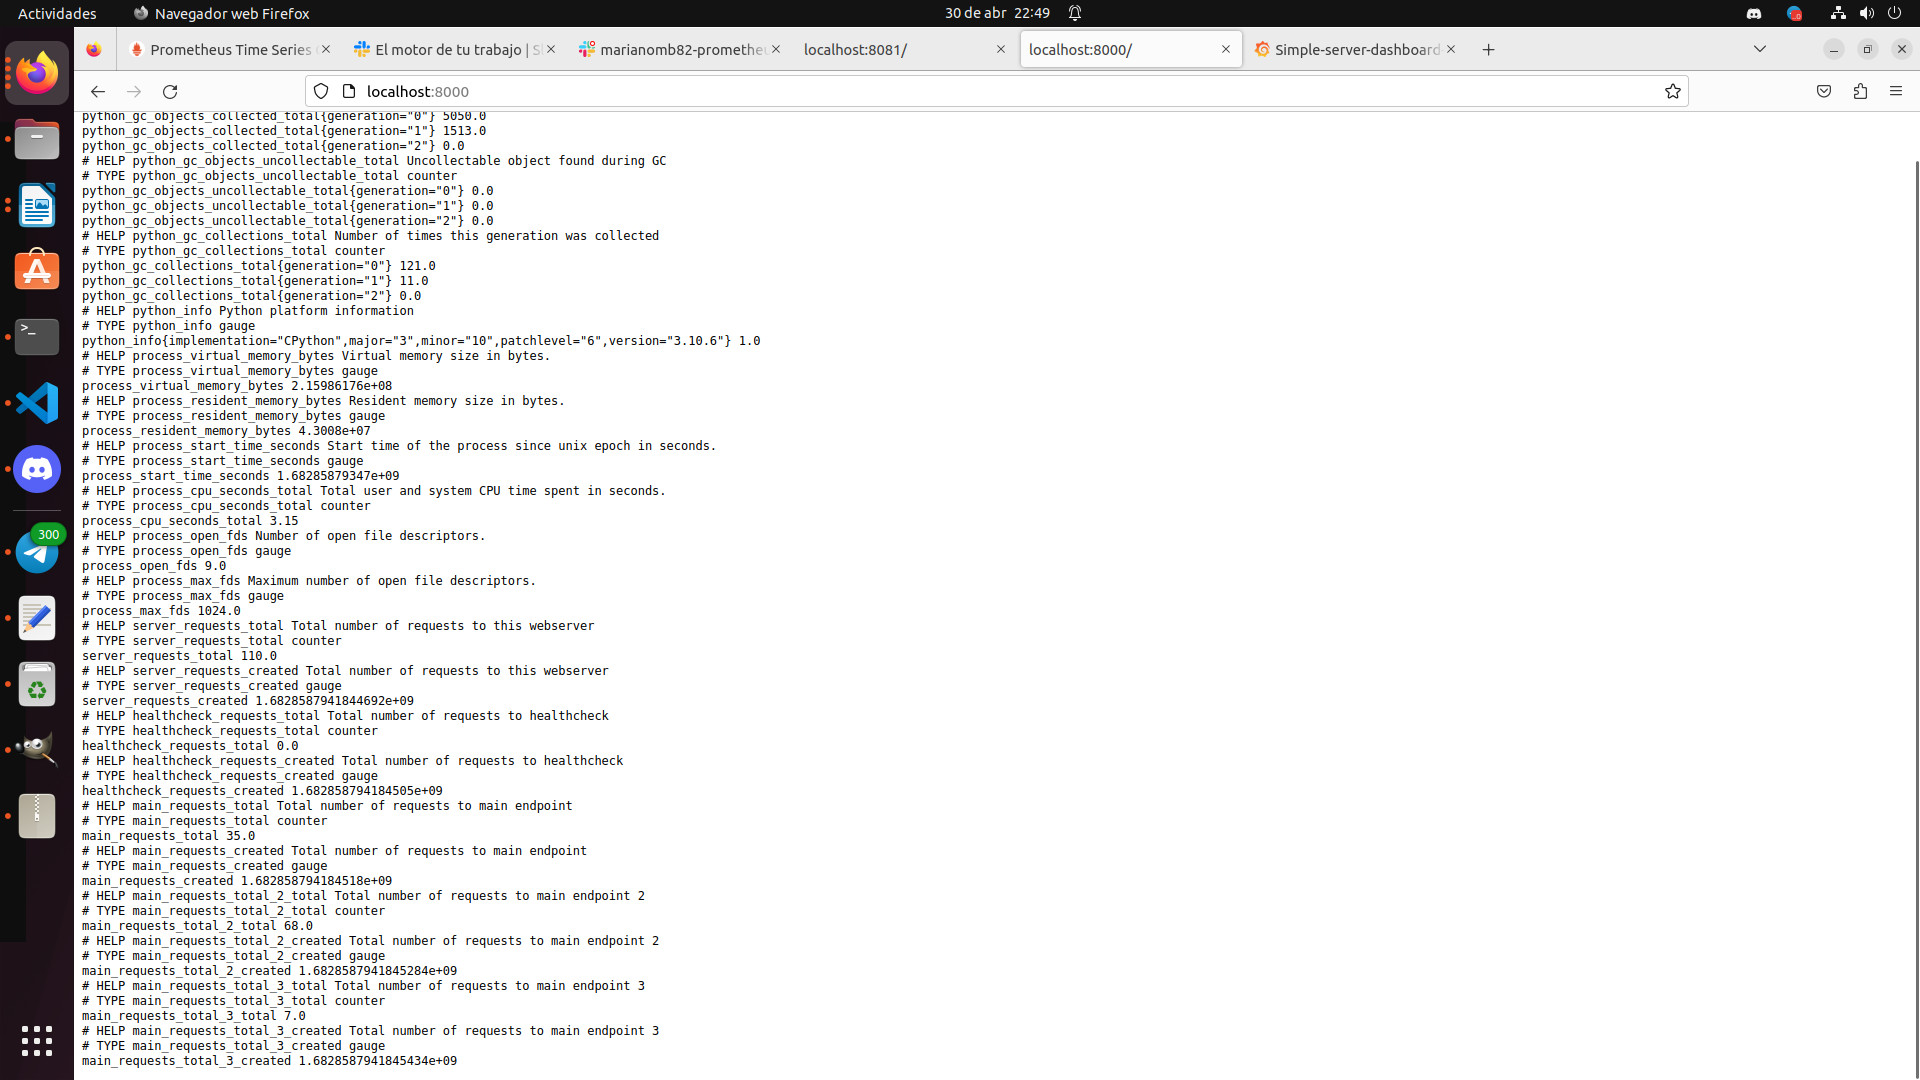 Actividades
Navegador web Firefox
30 de abr 22:49
Prometheus Time Series
El motor de tu trabajo | Sl
marianomb82-prometheu
localhost:8081/
localhost:8000/
Simple-server-dashboard
localhost:8000
python_gc_objects_collected_total{generation="0"} 5050.0
python_gc_objects_collected_total{generation="1"} 1513.0
python_gc_objects_collected_total{generation="2"} 0.0
# HELP python_gc_objects_uncollectable_total Uncollectable object found during GC
# TYPE python_gc_objects_uncollectable_total counter
python_gc_objects_uncollectable_total{generation="0"} 0.0
python_gc_objects_uncollectable_total{generation="1"} 0.0
python_gc_objects_uncollectable_total{generation="2"} 0.0
# HELP python_gc_collections_total Number of times this generation was collected
# TYPE python_gc_collections_total counter
python_gc_collections_total{generation="0"} 121.0
python_gc_collections_total{generation="1"} 11.0
python_gc_collections_total{generation="2"} 0.0
# HELP python_info Python platform information
# TYPE python_info gauge
python_info{implementation="CPython",major="3",minor="10",patchlevel="6",version="3.10.6"} 1.0
# HELP process_virtual_memory_bytes Virtual memory size in bytes.
# TYPE process_virtual_memory_bytes gauge
process_virtual_memory_bytes 2.15986176e+08
# HELP process_resident_memory_bytes Resident memory size in bytes.
# TYPE process_resident_memory_bytes gauge
process_resident_memory_bytes 4.3008e+07
# HELP process_start_time_seconds Start time of the process since unix epoch in seconds.
# TYPE process_start_time_seconds gauge
process_start_time_seconds 1.68285879347e+09
# HELP process_cpu_seconds_total Total user and system CPU time spent in seconds.
# TYPE process_cpu_seconds_total counter
process_cpu_seconds_total 3.15
# HELP process_open_fds Number of open file descriptors.
# TYPE process_open_fds gauge
process_open_fds 9.0
# HELP process_max_fds Maximum number of open file descriptors.
# TYPE process_max_fds gauge
process_max_fds 1024.0
# HELP server_requests_total Total number of requests to this webserver
# TYPE server_requests_total counter
server_requests_total 110.0
# HELP server_requests_created Total number of requests to this webserver
# TYPE server_requests_created gauge
server_requests_created 1.6828587941844692e+09
# HELP healthcheck_requests_total Total number of requests to healthcheck
# TYPE healthcheck_requests_total counter
healthcheck_requests_total 0.0
# HELP healthcheck_requests_created Total number of requests to healthcheck
# TYPE healthcheck_requests_created gauge
healthcheck_requests_created 1.682858794184505e+09
# HELP main_requests_total Total number of requests to main endpoint
# TYPE main_requests_total counter
main_requests_total 35.0
# HELP main_requests_created Total number of requests to main endpoint
# TYPE main_requests_created gauge
main_requests_created 1.682858794184518e+09
# HELP main_requests_total_2_total Total number of requests to main endpoint 2
# TYPE main_requests_total_2_total counter
main_requests_total_2_total 68.0
# HELP main_requests_total_2_created Total number of requests to main endpoint 2
# TYPE main_requests_total_2_created gauge
main_requests_total_2_created 1.6828587941845284e+09
# HELP main_requests_total_3_total Total number of requests to main endpoint 3
# TYPE main_requests_total_3_total counter
main_requests_total_3_total 7.0
# HELP main_requests_total_3_created Total number of requests to main endpoint 3
# TYPE main_requests_total_3_created gauge
main_requests_total_3_created 1.6828587941845434e+09
300